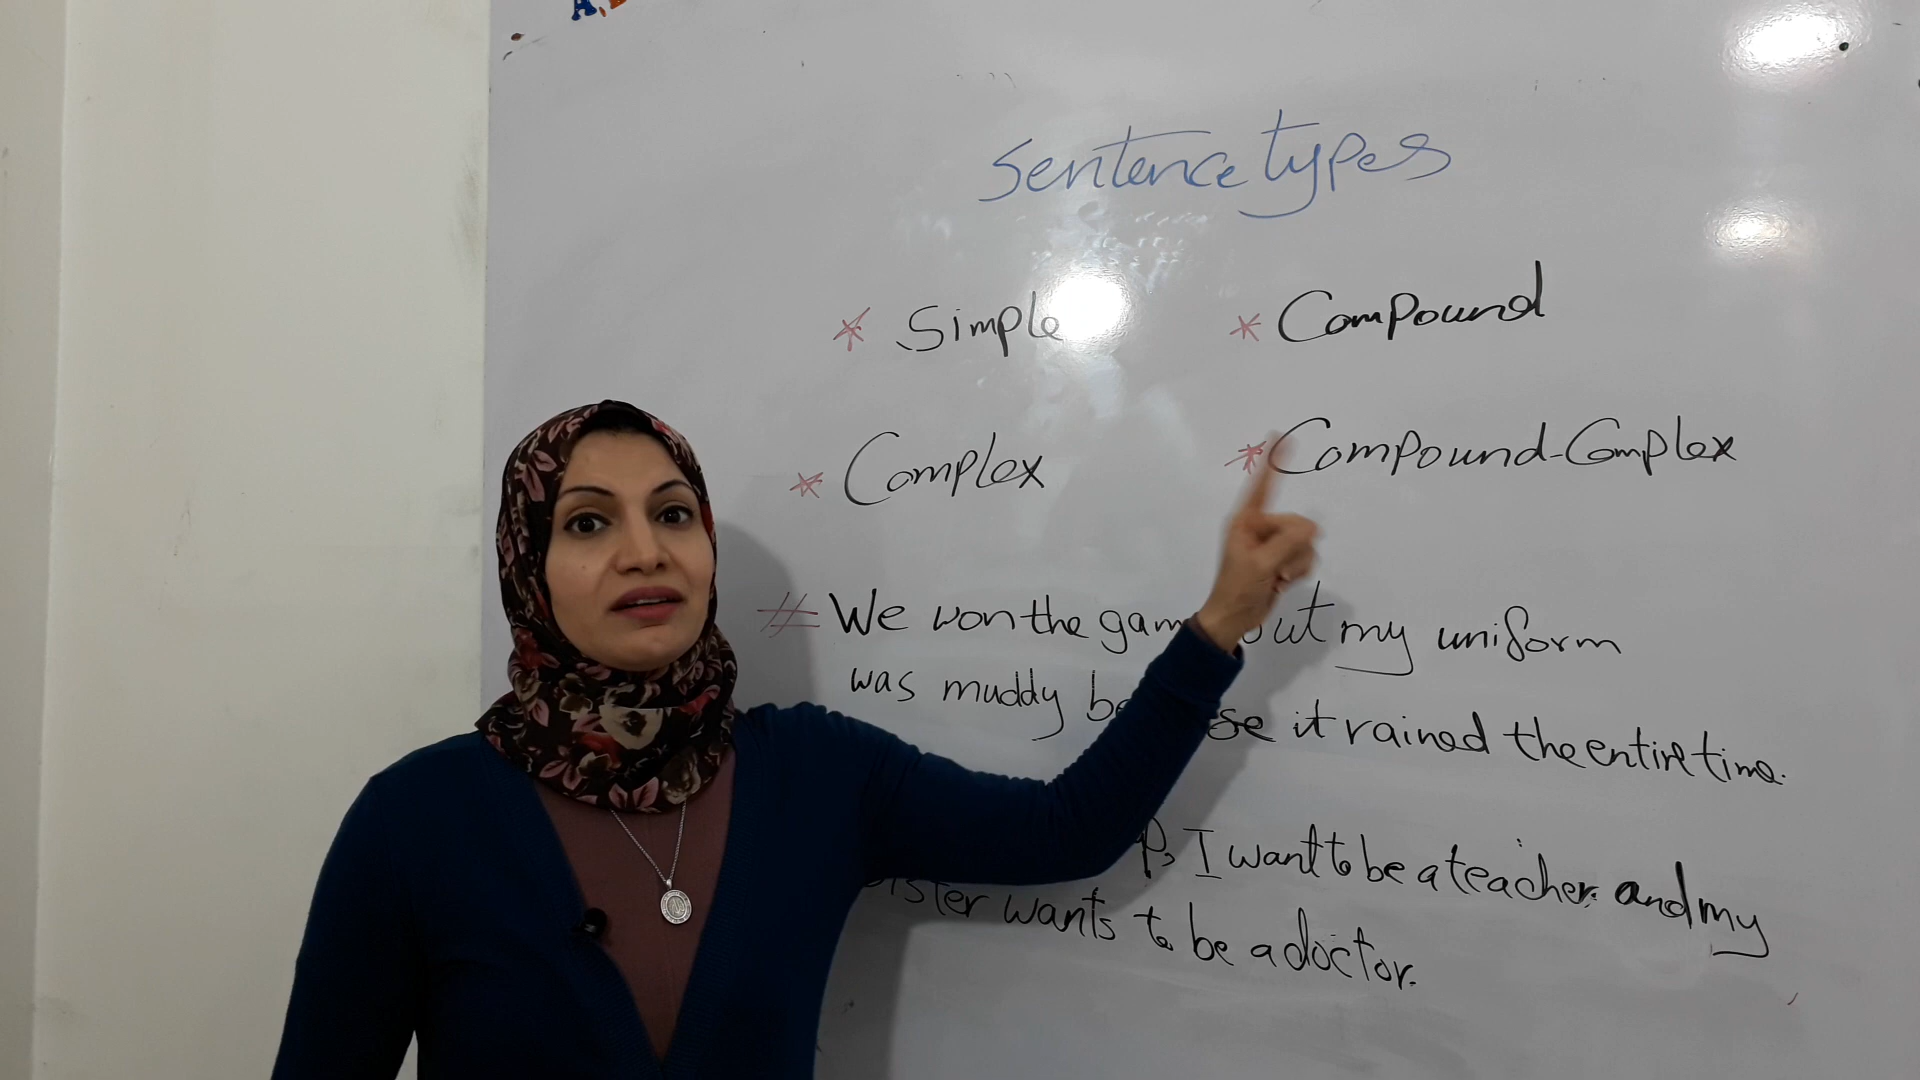 A,
Sentence types
* Simple * Compound
* Complex * Compound-Complex
# We won the game but my uniform
was muddy because it rained the entire time.
I want to be a teacher and my
sister wants to be a doctor.